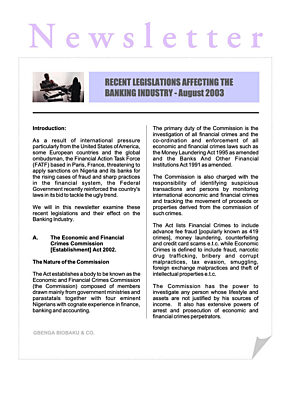 Newsletter
RECENT LEGISLATIONS AFFECTING THE
BANKING INDUSTRY - August 2003
Introduction:
As a result of international pressure
particularly from the United States of America,
some European countries and the global
ombudsman, the Financial Action Task Force
(FATF) based in Paris, France, threatening to
apply sanctions on Nigeria and its banks for
the rising cases of fraud and sharp practices
in the financial system, the Federal
Government recently reinforced the country's
laws in its bid to tackle the ugly trend.
We will in this newsletter examine these
recent legislations and their effect on the
Banking Industry.
A. The Economic and Financial
Crimes Commission
[Establishment] Act 2002.
The Nature of the Commission
The Act establishes a body to be known as the
Economic and Financial Crimes Commission
(the Commission) composed of members
drawn mainly from government ministries and
parastatals together with four eminent
Nigerians with cognate experience in finance,
banking and accounting.
The primary duty of the Commission is the
investigation of all financial crimes and the
co-ordination and enforcement of all
economic and financial crimes laws such as
the Money Laundering Act 1995 as amended
and the Banks And Other Financial
Institutions Act 1991 as amended.
The Commission is also charged with the
responsibility of identifying suspicious
transactions and persons by monitoring
international economic and financial crimes
and tracking the movement of proceeds or
properties derived from the commission of
such crimes.
The Act lists Financial Crimes to include
advance fee fraud [popularly known as 419
crimes], money laundering, counterfeiting
and credit card scams e.t.c. while Economic
Crimes is defined to include fraud, narcotic
drug trafficking, bribery and corrupt
malpractices, tax evasion, smuggling,
foreign exchange malpractices and theft of
intellectual properties e.t.c.
The Commission has the power to
investigate any person whose lifestyle and
assets are not justified by his sources of
income. It also has extensive powers of
arrest and prosecution of economic and
financial crimes perpetrators.
GBENGA BIOBAKU & CO.